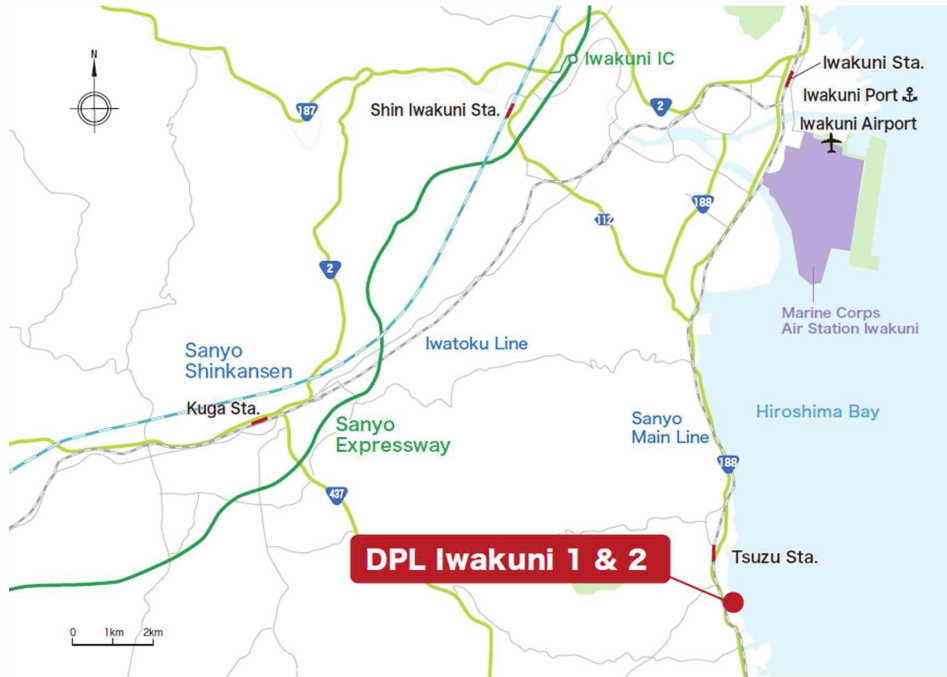 N
Iwakuni IC
Iwakuni Sta.
187
Shin Iwakuni Sta.
2
Iwakuni Port
Iwakuni Airport
188
112
2
Marine Corps
Air Station Iwakuni
Iwatoku Line
Sanyo
Shinkansen
Kuga Sta.
Sanyo
Expressway
Sanyo
Main Line
Hiroshima Bay
188
437
DPL Iwakuni 1 & 2
Tsuzu Sta.
0 1km 2km